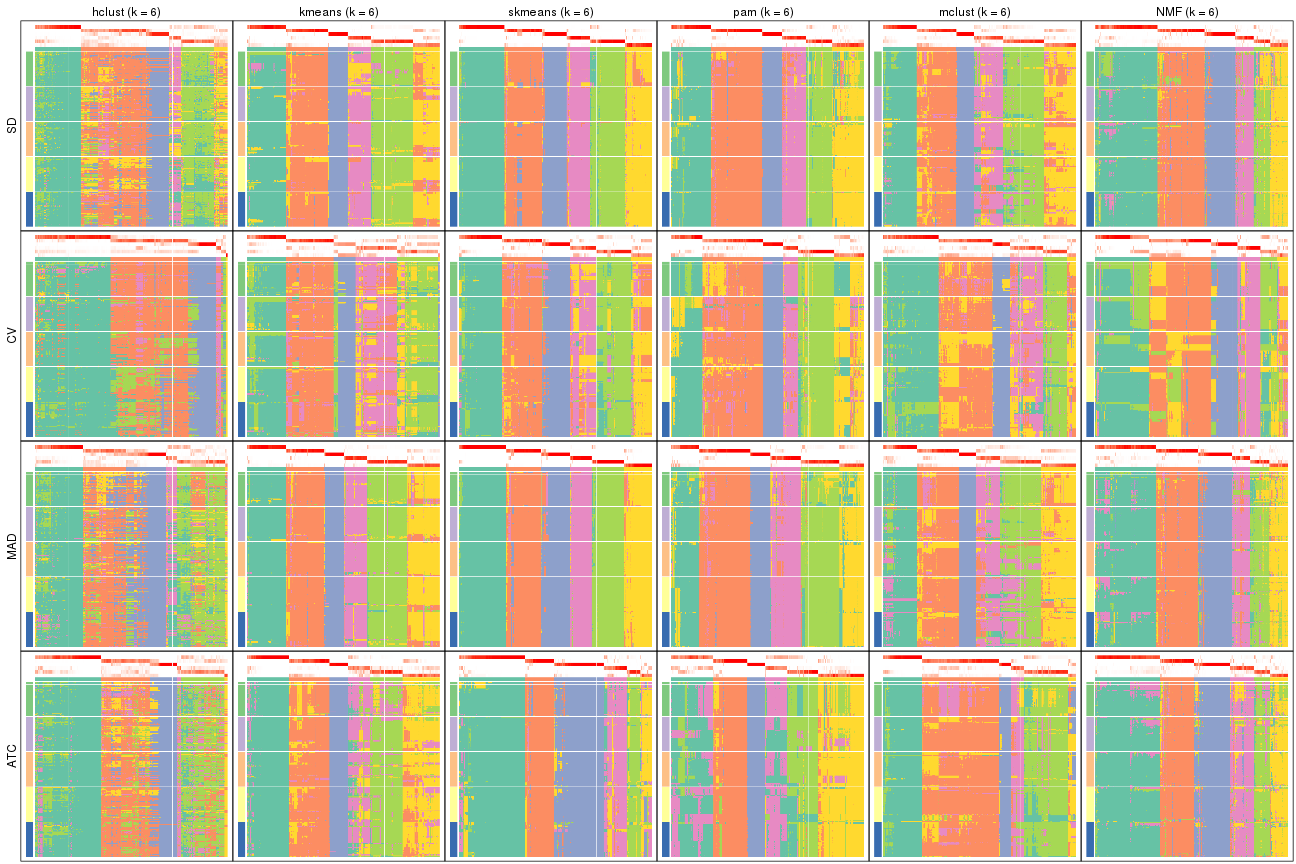 hclust (k = 6) kmeans (k = 6) skmeans (k = 6) pam (k = 6) mclust (k = 6) NMF (k = 6)
SD
CV
MAD
ATC